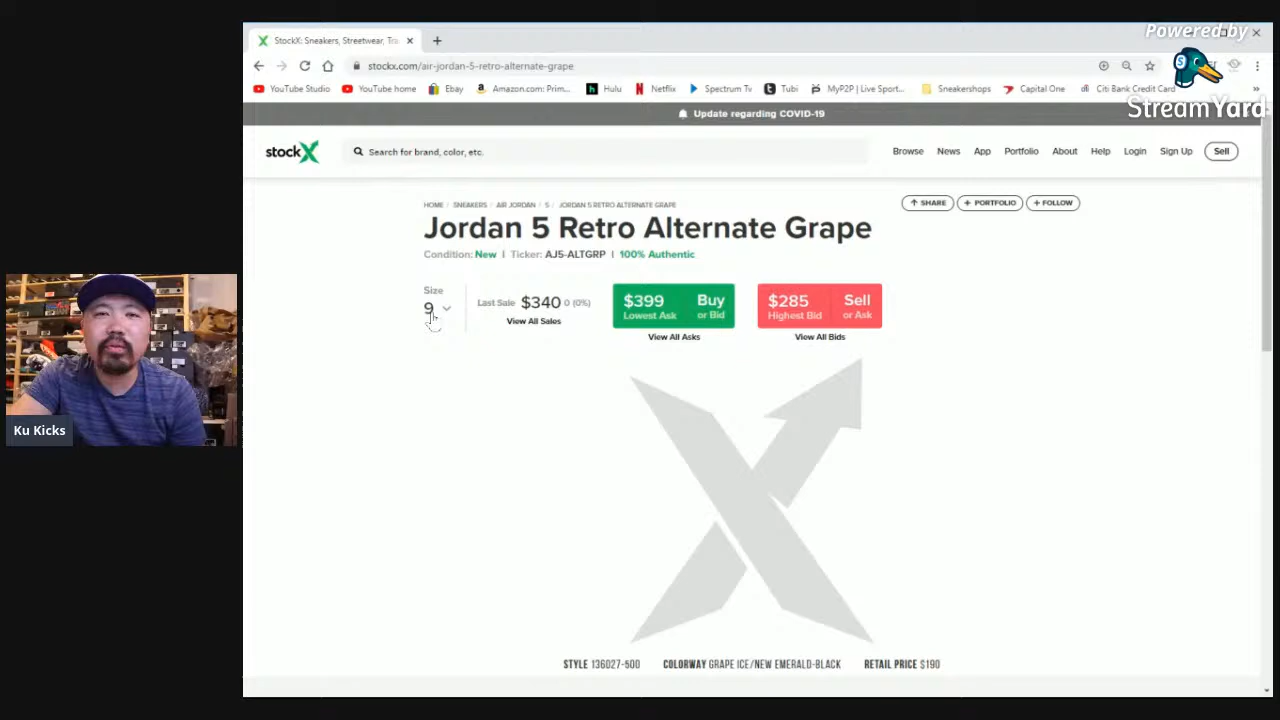 Powered by
StreamYard
StockX: Sneakers, Streetwear, Tra
stockx.com/air-jordan-5-retro-alternate-grape
YouTube Studio YouTube home Ebay Amazon.com: Prim... Hulu Netflix Spectrum Tv Tubi MyP2P | Live Sport... Sneakershops Capital One Citi Bank Credit Card
Update regarding COVID-19
stockX Search for brand, color, etc. Browse News App Portfolio About Help Login Sign Up Sell
HOME / SNEAKERS / AIR JORDAN / 5 / JORDAN 5 RETRO ALTERNATE GRAPE
SHARE + PORTFOLIO + FOLLOW
Jordan 5 Retro Alternate Grape
Condition: New | Ticker: AJ5-ALTGRP | 100% Authentic
Size
9
Last Sale $340 0 (0%)
View All Sales
$399 Buy
Lowest Ask or Bid
View All Asks
$285 Sell
Highest Bid or Ask
View All Bids
Ku Kicks
STYLE 136027-500 COLORWAY GRAPE ICE/NEW EMERALD-BLACK RETAIL PRICE $190